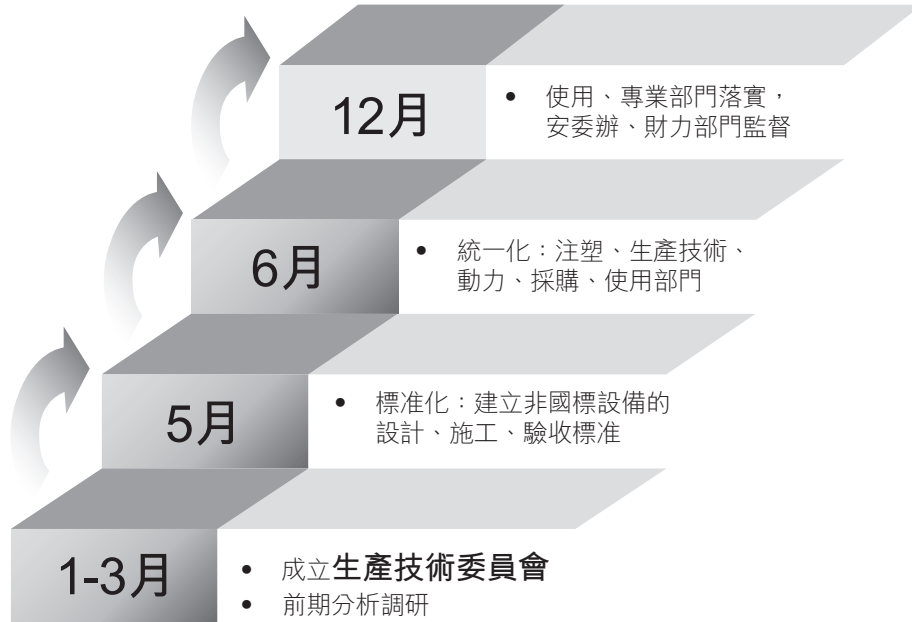 12月
• 使用、專業部門落實，
安委辦、財力部門監督
6月
• 統一化：注塑、生產技術、
動力、採購、使用部門
5月
• 標准化：建立非國標設備的
設計、施工、驗收標准
1-3月
• 成立生產技術委員會
• 前期分析調研